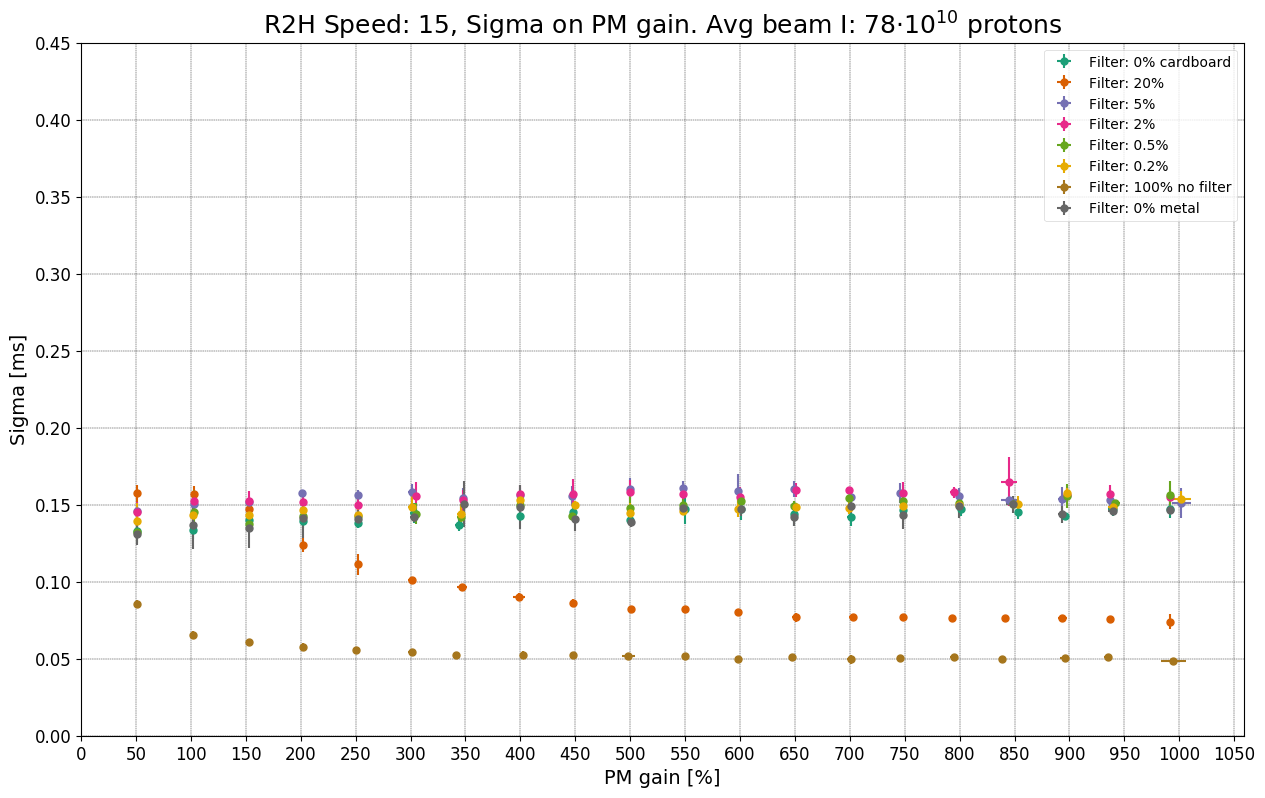 R2H Speed: 15, Sigma on PM gain. Avg beam I: 78·10^10 protons
Filter: 0% cardboard
Filter: 20%
Filter: 5%
Filter: 2%
Filter: 0.5%
Filter: 0.2%
Filter: 100% no filter
Filter: 0% metal
Sigma [ms]
0.45
0.40
0.35
0.30
0.25
0.20
0.15
0.10
0.05
0.00
0 50 100 150 200 250 300 350 400 450 500 550 600 650 700 750 800 850 900 950 1000 1050
PM gain [%]